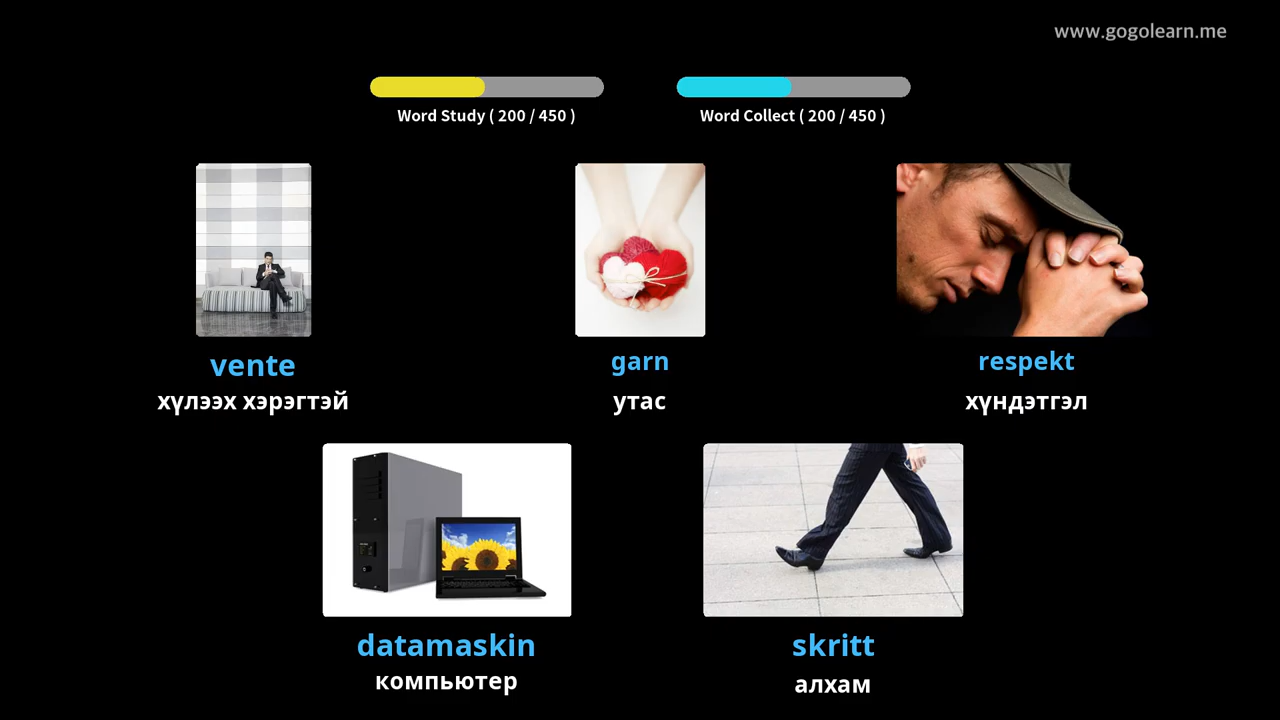 www.gogolearn.me
Word Study ( 200 / 450 )
Word Collect ( 200 / 450 )
vente
хүлээх хэрэгтэй
garn
утас
respekt
хүндэтгэл
datamaskin
компьютер
skritt
алхам